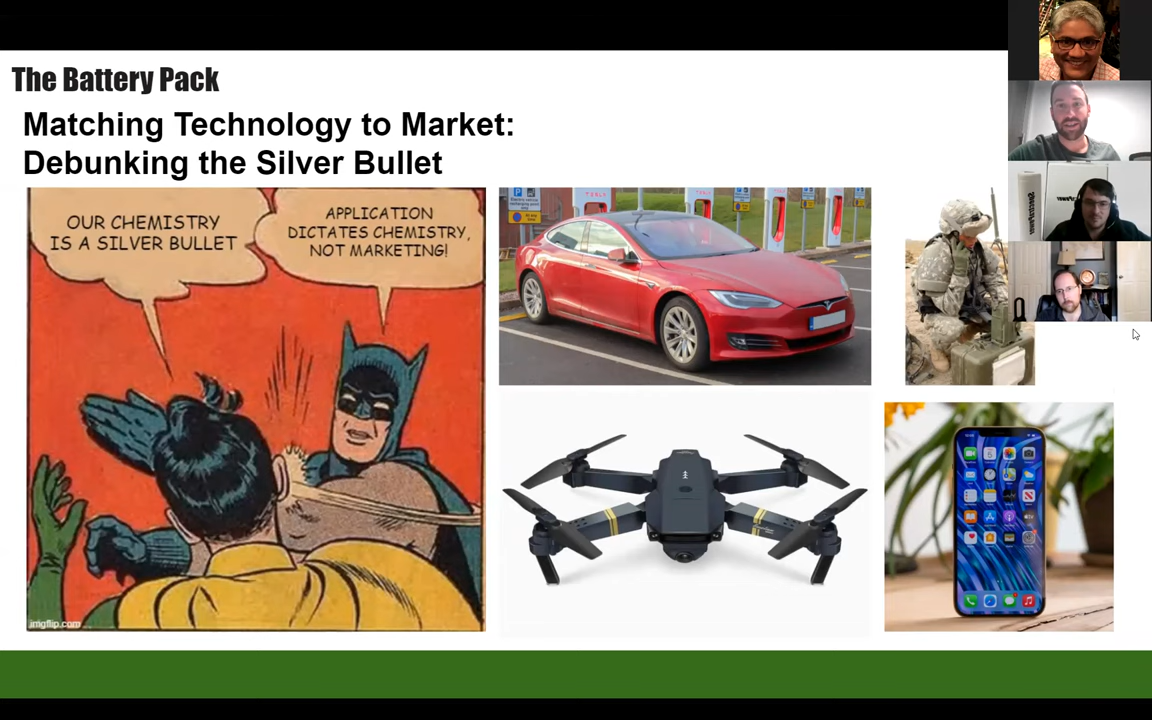 The Battery Pack
Matching Technology to Market:
Debunking the Silver Bullet
OUR CHEMISTRY
IS A SILVER BULLET
APPLICATION
DICTATES CHEMISTRY,
NOT MARKETING!
TESLA
imgflip.com